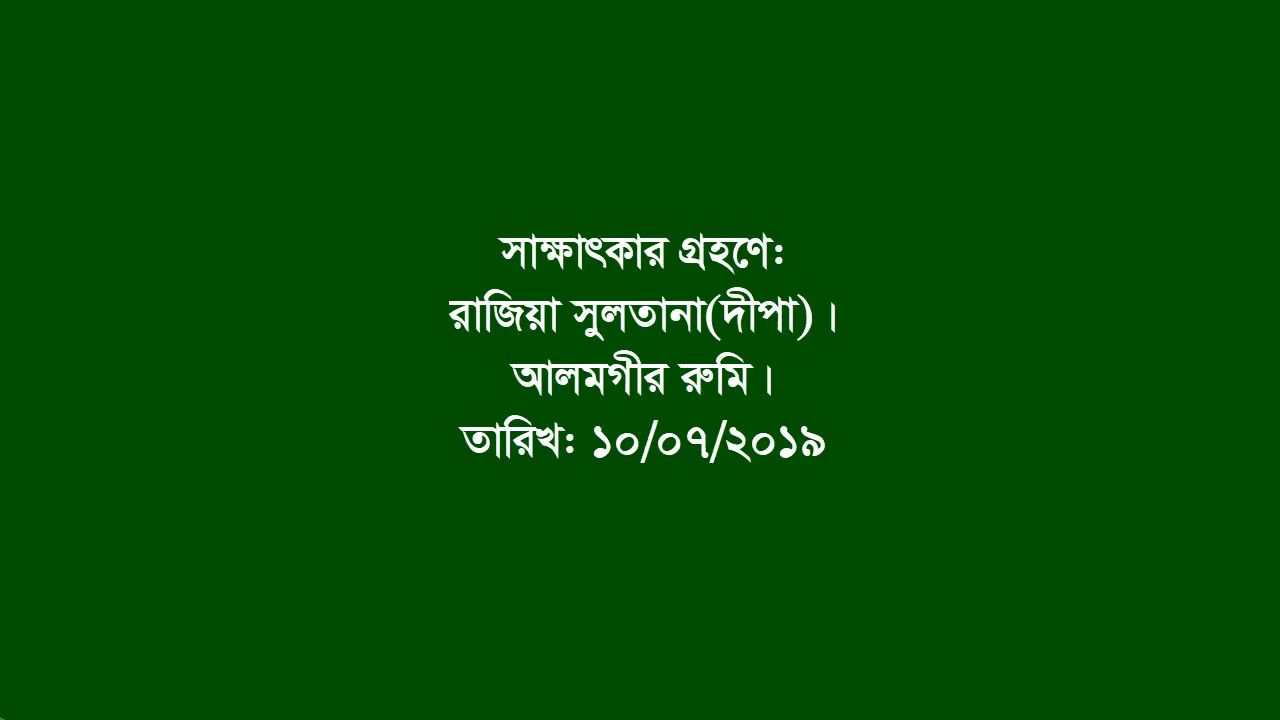 সাক্ষাৎকার গ্রহণে:
রাজিয়া সুলতানা(দীপা)।
আলমগীর রুমি।
তারিখ: ১০/০৭/২০১৯